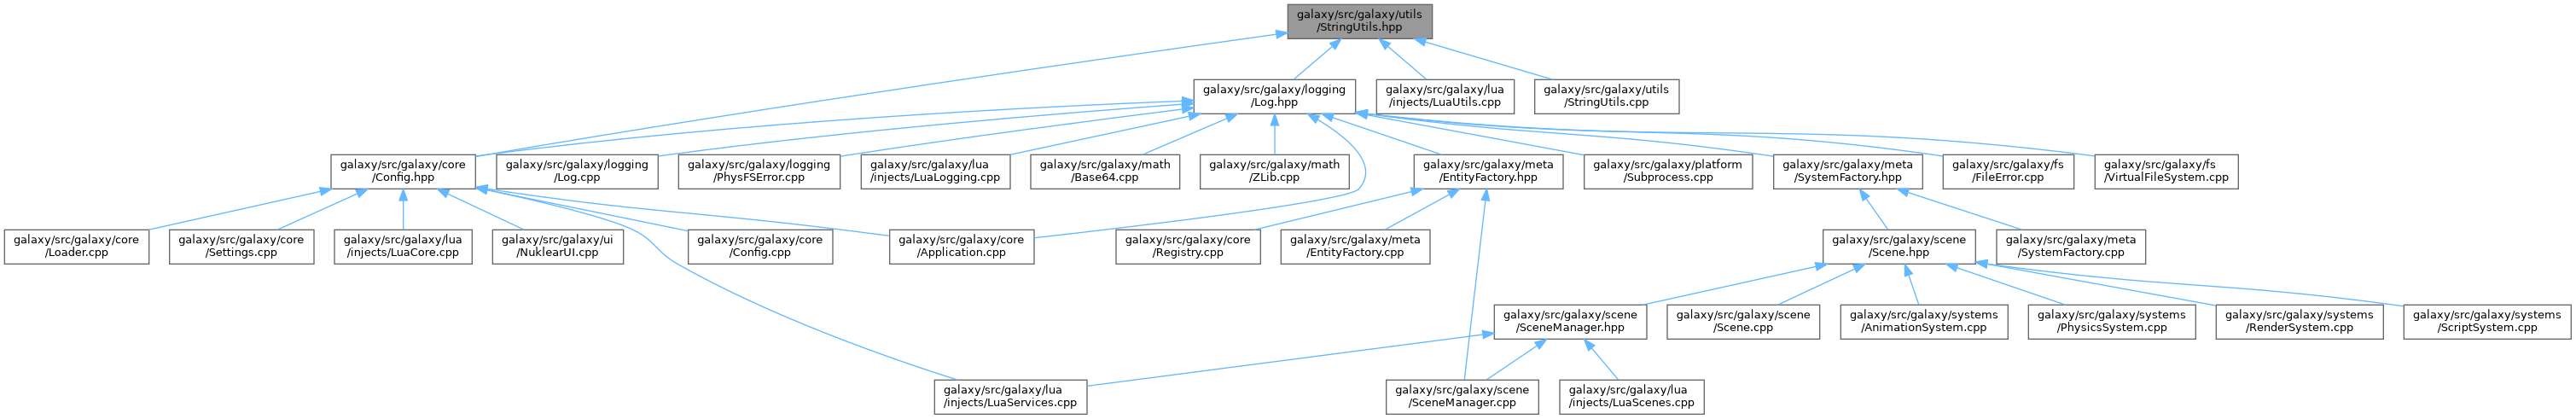 galaxy/src/galaxy/utils
/StringUtils.hpp
galaxy/src/galaxy/logging
/Log.hpp
galaxy/src/galaxy/lua
/injects/LuaUtils.cpp
galaxy/src/galaxy/utils
/StringUtils.cpp
galaxy/src/galaxy/core
/Config.hpp
galaxy/src/galaxy/logging
/Log.cpp
galaxy/src/galaxy/logging
/PhysFSError.cpp
galaxy/src/galaxy/lua
/injects/LuaLogging.cpp
galaxy/src/galaxy/math
/Base64.cpp
galaxy/src/galaxy/math
/ZLib.cpp
galaxy/src/galaxy/meta
/EntityFactory.hpp
galaxy/src/galaxy/platform
/Subprocess.cpp
galaxy/src/galaxy/meta
/SystemFactory.hpp
galaxy/src/galaxy/fs
/FileError.cpp
galaxy/src/galaxy/fs
/VirtualFileSystem.cpp
galaxy/src/galaxy/core
/Loader.cpp
galaxy/src/galaxy/core
/Settings.cpp
galaxy/src/galaxy/lua
/injects/LuaCore.cpp
galaxy/src/galaxy/ui
/NuklearUI.cpp
galaxy/src/galaxy/core
/Config.cpp
galaxy/src/galaxy/core
/Application.cpp
galaxy/src/galaxy/core
/Registry.cpp
galaxy/src/galaxy/meta
/EntityFactory.cpp
galaxy/src/galaxy/scene
/Scene.hpp
galaxy/src/galaxy/meta
/SystemFactory.cpp
galaxy/src/galaxy/scene
/SceneManager.hpp
galaxy/src/galaxy/scene
/Scene.cpp
galaxy/src/galaxy/systems
/AnimationSystem.cpp
galaxy/src/galaxy/systems
/PhysicsSystem.cpp
galaxy/src/galaxy/systems
/RenderSystem.cpp
galaxy/src/galaxy/systems
/ScriptSystem.cpp
galaxy/src/galaxy/lua
/injects/LuaServices.cpp
galaxy/src/galaxy/scene
/SceneManager.cpp
galaxy/src/galaxy/lua
/injects/LuaScenes.cpp